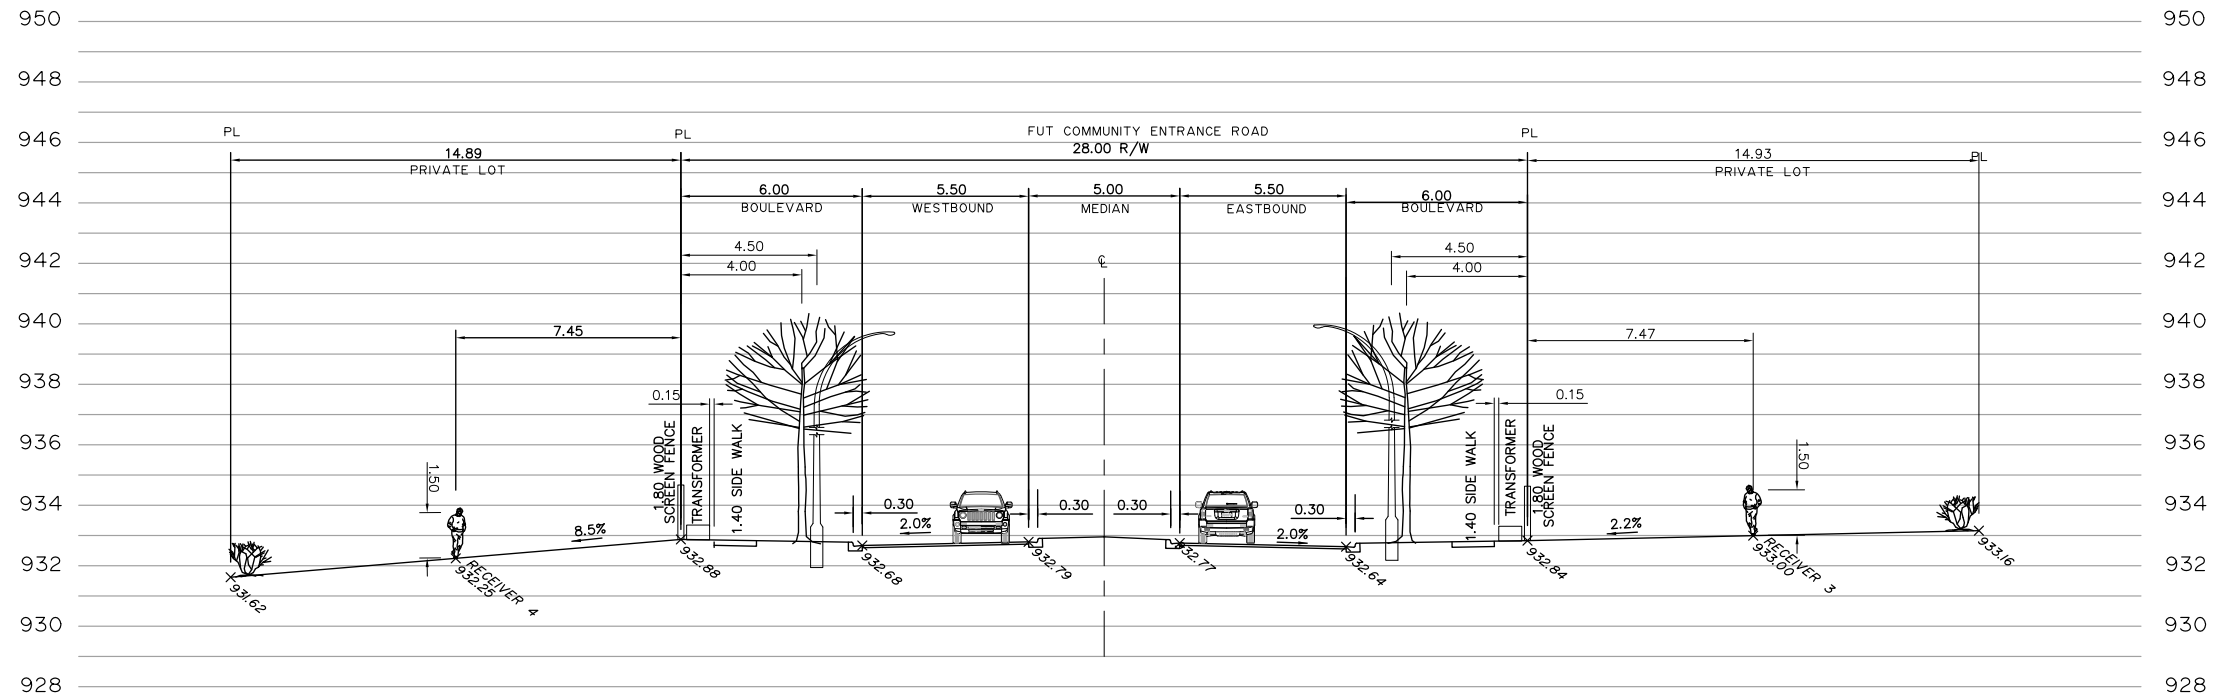 950
950
948
948
946
946
PL
PL
FUT COMMUNITY ENTRANCE ROAD
PL
14.89
28.00 R/W
14.93
PL
PRIVATE LOT
PRIVATE LOT
6.00
5.50
5.00
5.50
6.00
944
BOULEVARD
WESTBOUND
MEDIAN
EASTBOUND
BOULEVARD
944
4.50
4.50
942
4.00
℄
4.00
942
940
7.45
7.47
940
938
0.15
0.15
938
936
936
1.50
1.80 WOOD
SCREEN FENCE
TRANSFORMER
1.40 SIDE WALK
1.40 SIDE WALK
TRANSFORMER
1.80 WOOD
SCREEN FENCE
1.50
934
0.30
0.30
0.30
0.30
934
8.5%
2.0%
2.0%
2.2%
932
931.62
RECEIVER 4
932.25
932.88
932.68
932.79
932.77
932.64
932.84
RECEIVER 3
933.00
933.16
932
930
930
928
928